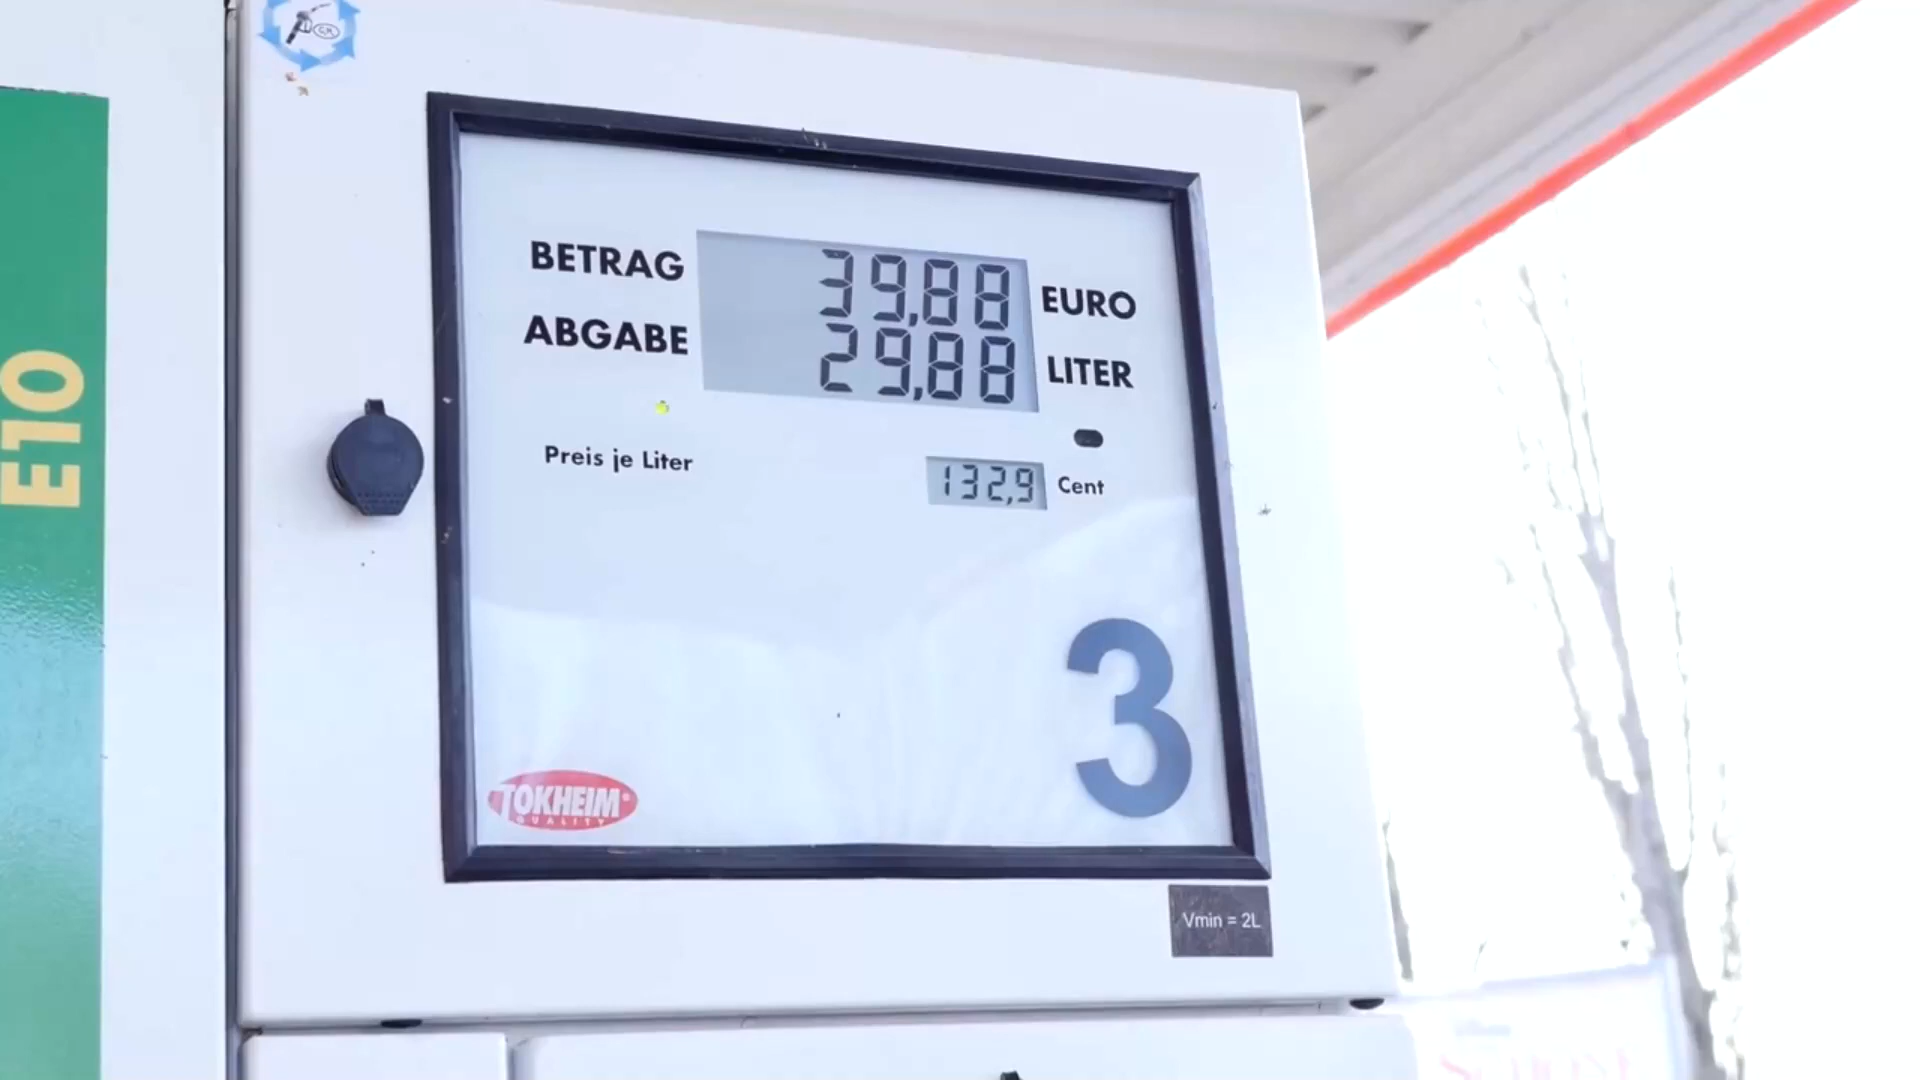 E10
BETRAG 39,88 EURO
ABGABE 29,88 LITER
Preis je Liter 132,9 Cent
3
TOKHEIM®
QUALITY
Vmin = 2L